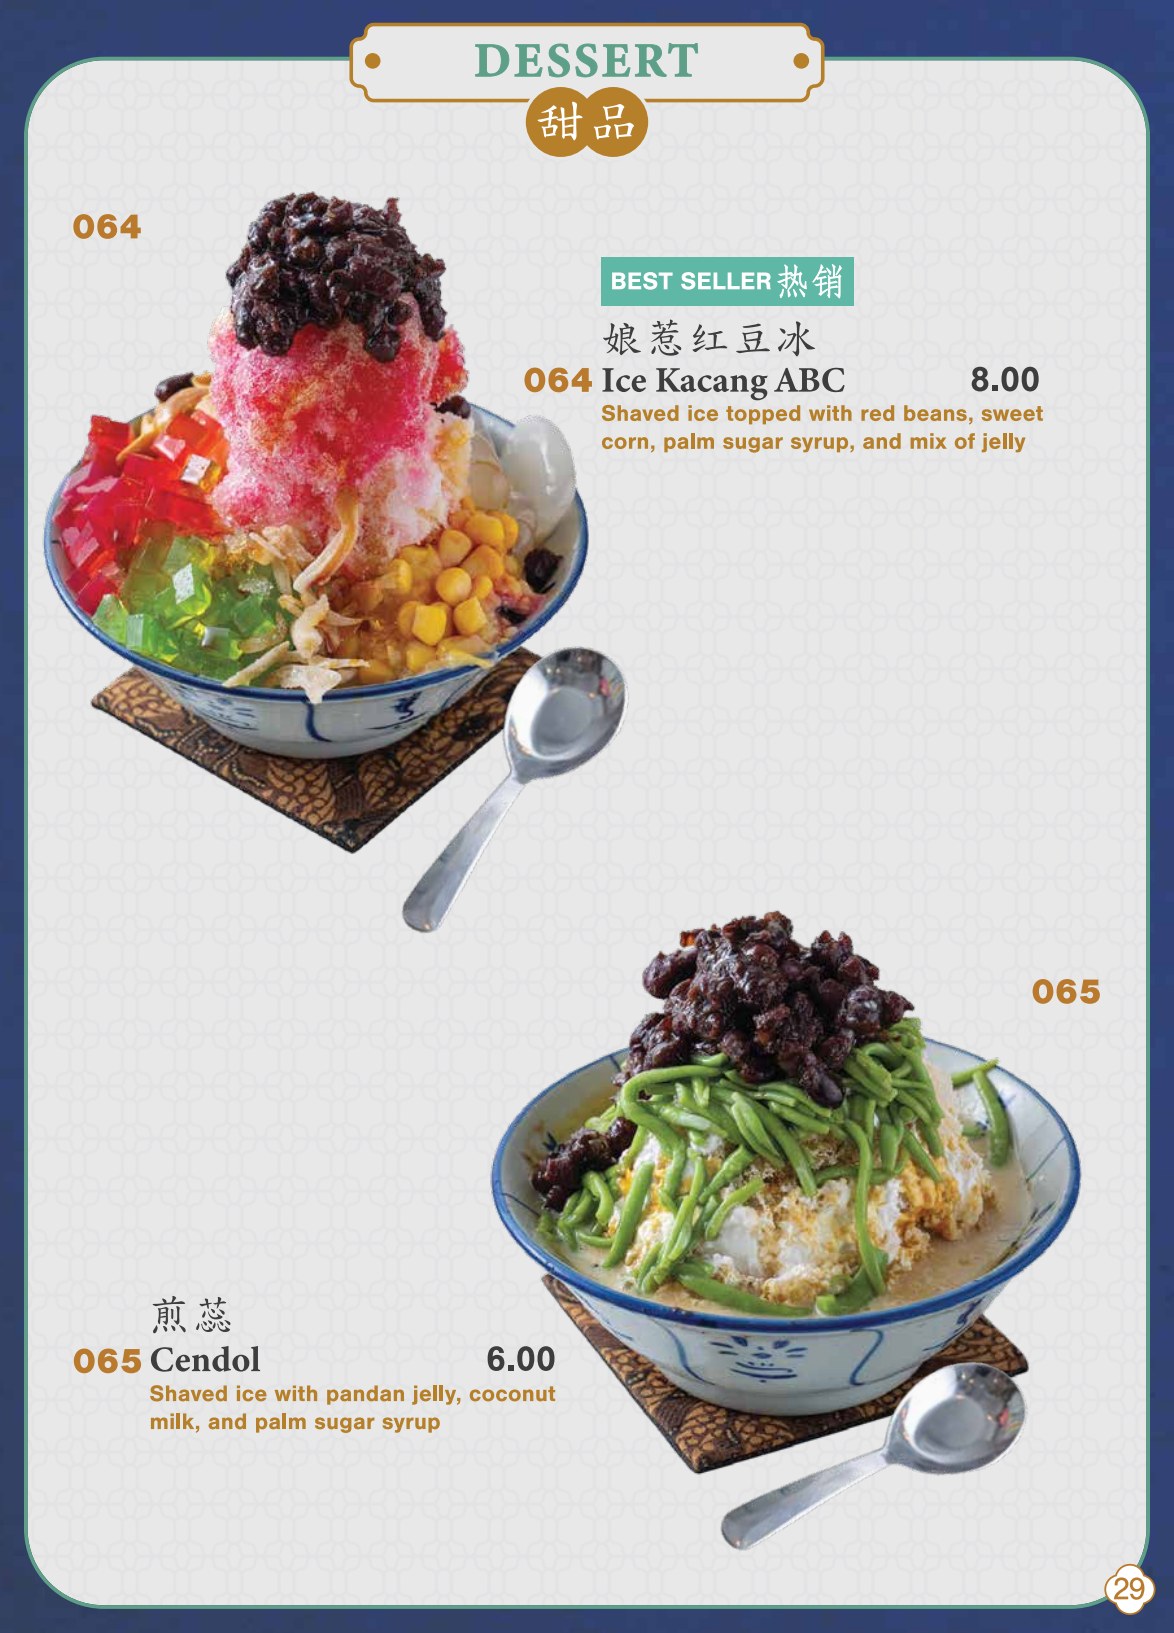 DESSERT
甜品
064
BEST SELLER 热销
娘惹红豆冰
064 Ice Kacang ABC 8.00
Shaved ice topped with red beans, sweet
corn, palm sugar syrup, and mix of jelly
065
煎蕊
065 Cendol 6.00
Shaved ice with pandan jelly, coconut
milk, and palm sugar syrup
29